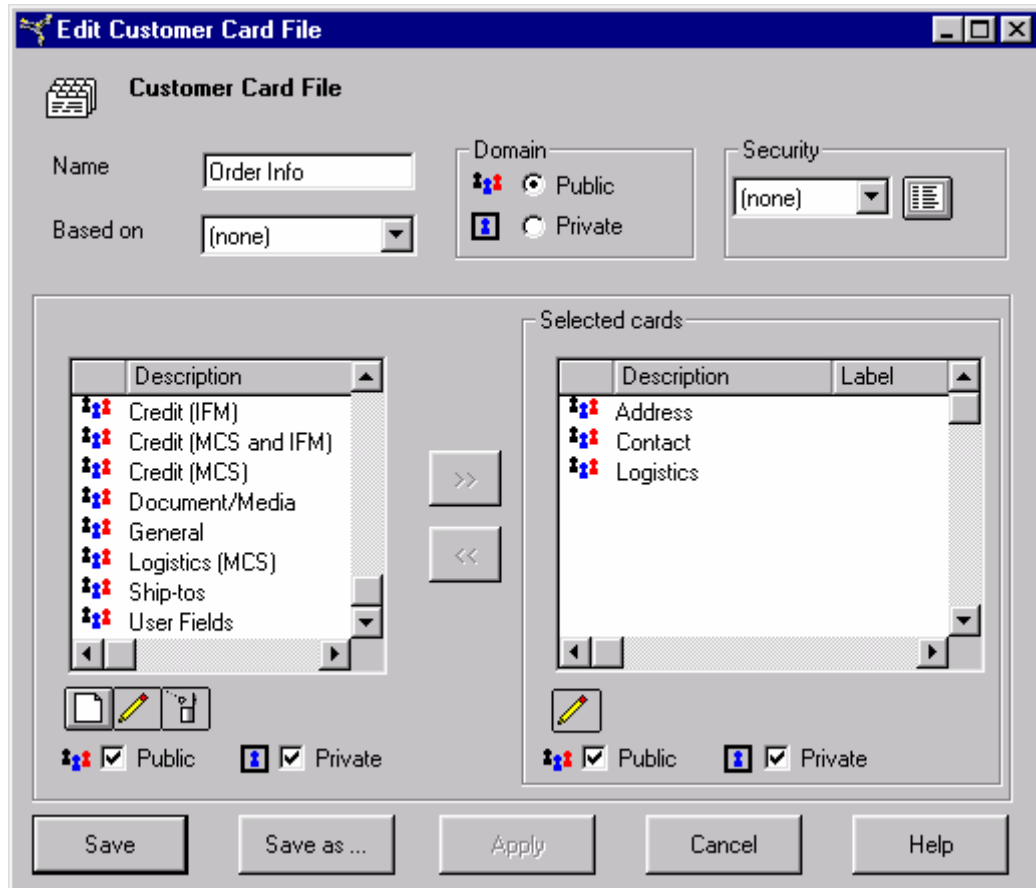 Edit Customer Card File
Customer Card File
Name
Order Info
Based on
(none)
Domain
Public
Private
Security
(none)
Description
Credit (IFM)
Credit (MCS and IFM)
Credit (MCS)
Document/Media
General
Logistics (MCS)
Ship-tos
User Fields
>>
<<
Selected cards
Description Label
Address
Contact
Logistics
Public Private
Public Private
Save Save as ... Apply Cancel Help